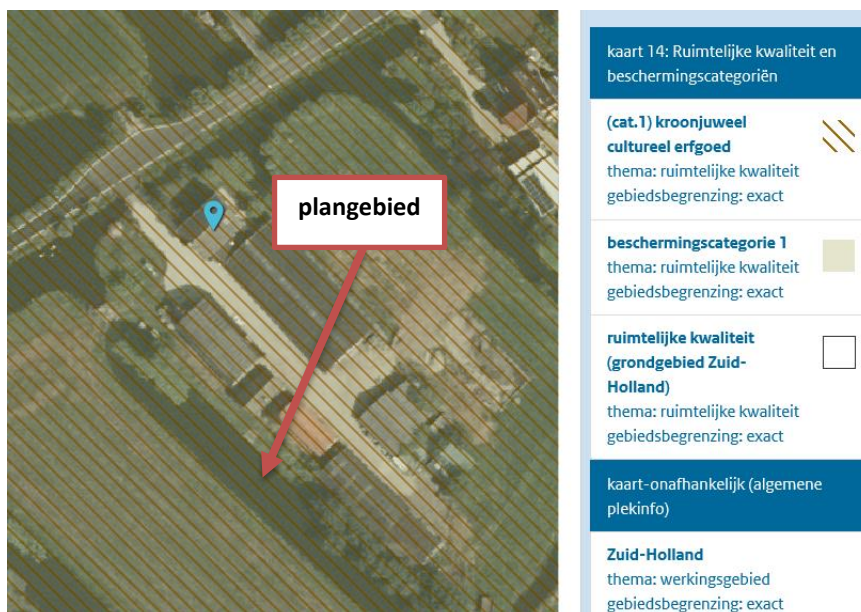 plangebied
kaart 14: Ruimtelijke kwaliteit en
beschermingscategoriën
(cat.1) kroonjuweel
cultureel erfgoed
thema: ruimtelijke kwaliteit
gebiedsbegrenzing: exact
beschermingscategorie 1
thema: ruimtelijke kwaliteit
gebiedsbegrenzing: exact
ruimtelijke kwaliteit
(grondgebied Zuid-
Holland)
thema: ruimtelijke kwaliteit
gebiedsbegrenzing: exact
kaart-onafhankelijk (algemene
plekinfo)
Zuid-Holland
thema: werkingsgebied
gebiedsbegrenzing: exact